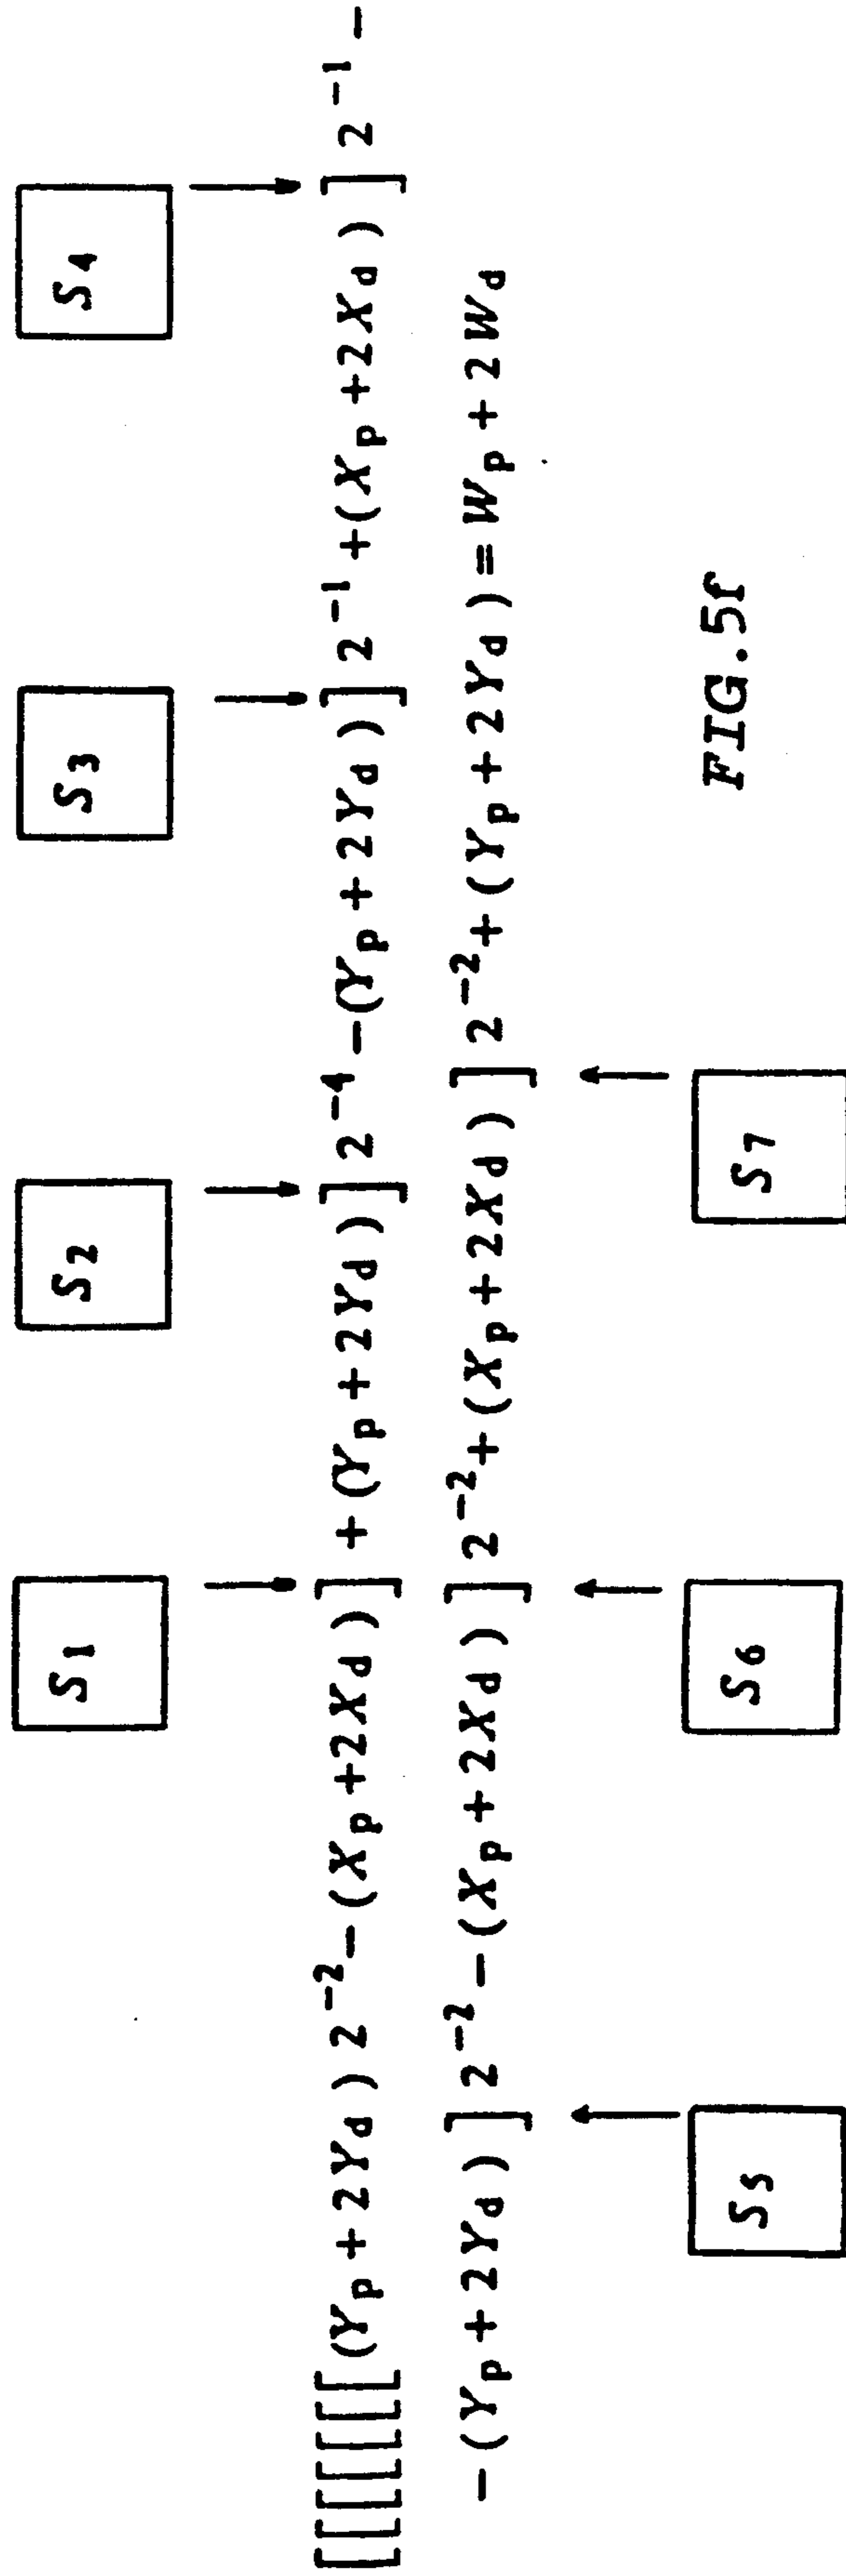 S1 S2 S3 S4
[[[[[[[(Yp + 2Yd) 2^-2 - (Xp + 2Xd)] + (Yp + 2Yd)] 2^-4 - (Yp + 2Yd)] 2^-1 + (Xp + 2Xd)] 2^-1 -
- (Yp + 2Yd)] 2^-2 - (Xp + 2Xd)] 2^-2 + (Xp + 2Xd)] 2^-2 + (Yp + 2Yd) = Wp + 2Wd
S5 S6 S7
FIG.5f